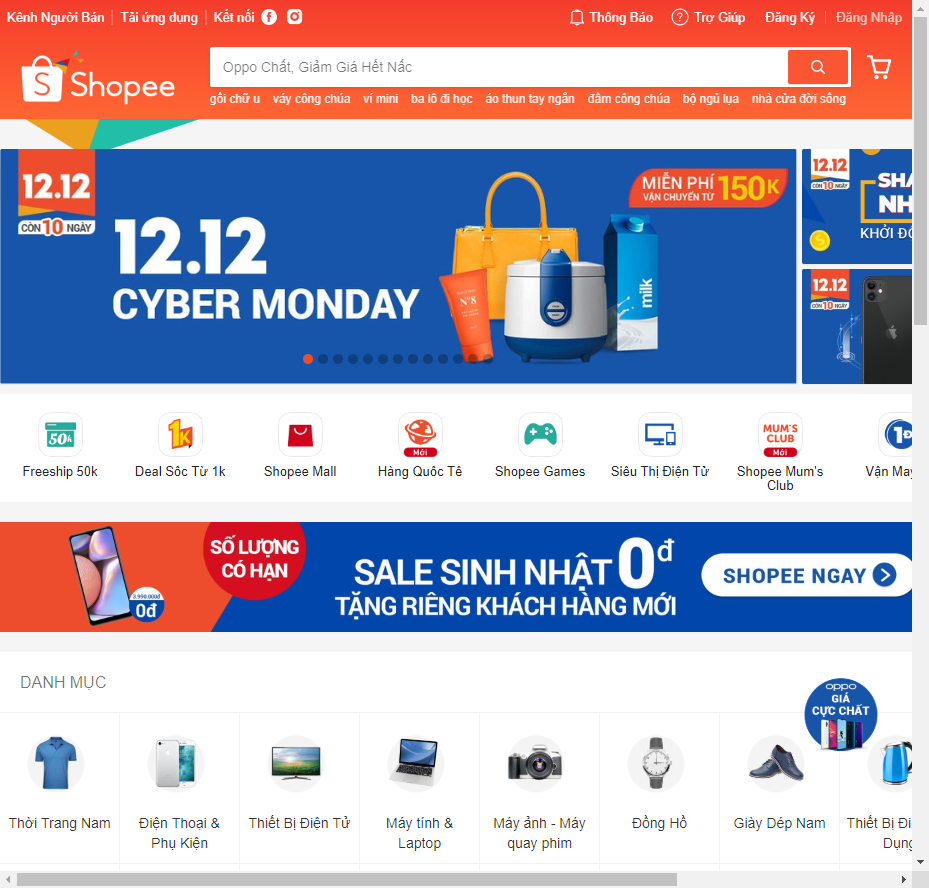 Kênh Người Bán
Tải ứng dụng
Kết nối
Thông Báo
Trợ Giúp
Đăng Ký
Đăng Nhập
Shopee
Oppo Chất, Giảm Giá Hết Nấc
gối chữ u váy công chúa ví mini ba lô đi học áo thun tay ngắn đầm công chúa bộ ngủ lụa nhà cửa đời sống
12.12
CÒN 10 NGÀY
12.12
CYBER MONDAY
MIỄN PHÍ
VẬN CHUYỂN TỪ
150K
Nº8
milk
12.12
CÒN 10 NGÀY
SHA
NH
KHỞI ĐỘ
12.12
CÒN 10 NGÀY
50k
1K
Mới
MUM'S
CLUB
Mới
Freeship 50k
Deal Sốc Từ 1k
Shopee Mall
Hàng Quốc Tế
Shopee Games
Siêu Thị Điện Tử
Shopee Mum's
Club
Vận May
3.990.000đ
0đ
SỐ LƯỢNG
CÓ HẠN
SALE SINH NHẬT 0đ
TẶNG RIÊNG KHÁCH HÀNG MỚI
SHOPEE NGAY
DANH MỤC
oppo
GIÁ
CỰC CHẤT
Thời Trang Nam
Điện Thoại &
Phụ Kiện
Thiết Bị Điện Tử
Máy tính &
Laptop
Máy ảnh - Máy
quay phim
Đồng Hồ
Giày Dép Nam
Thiết Bị Đi
Dụng